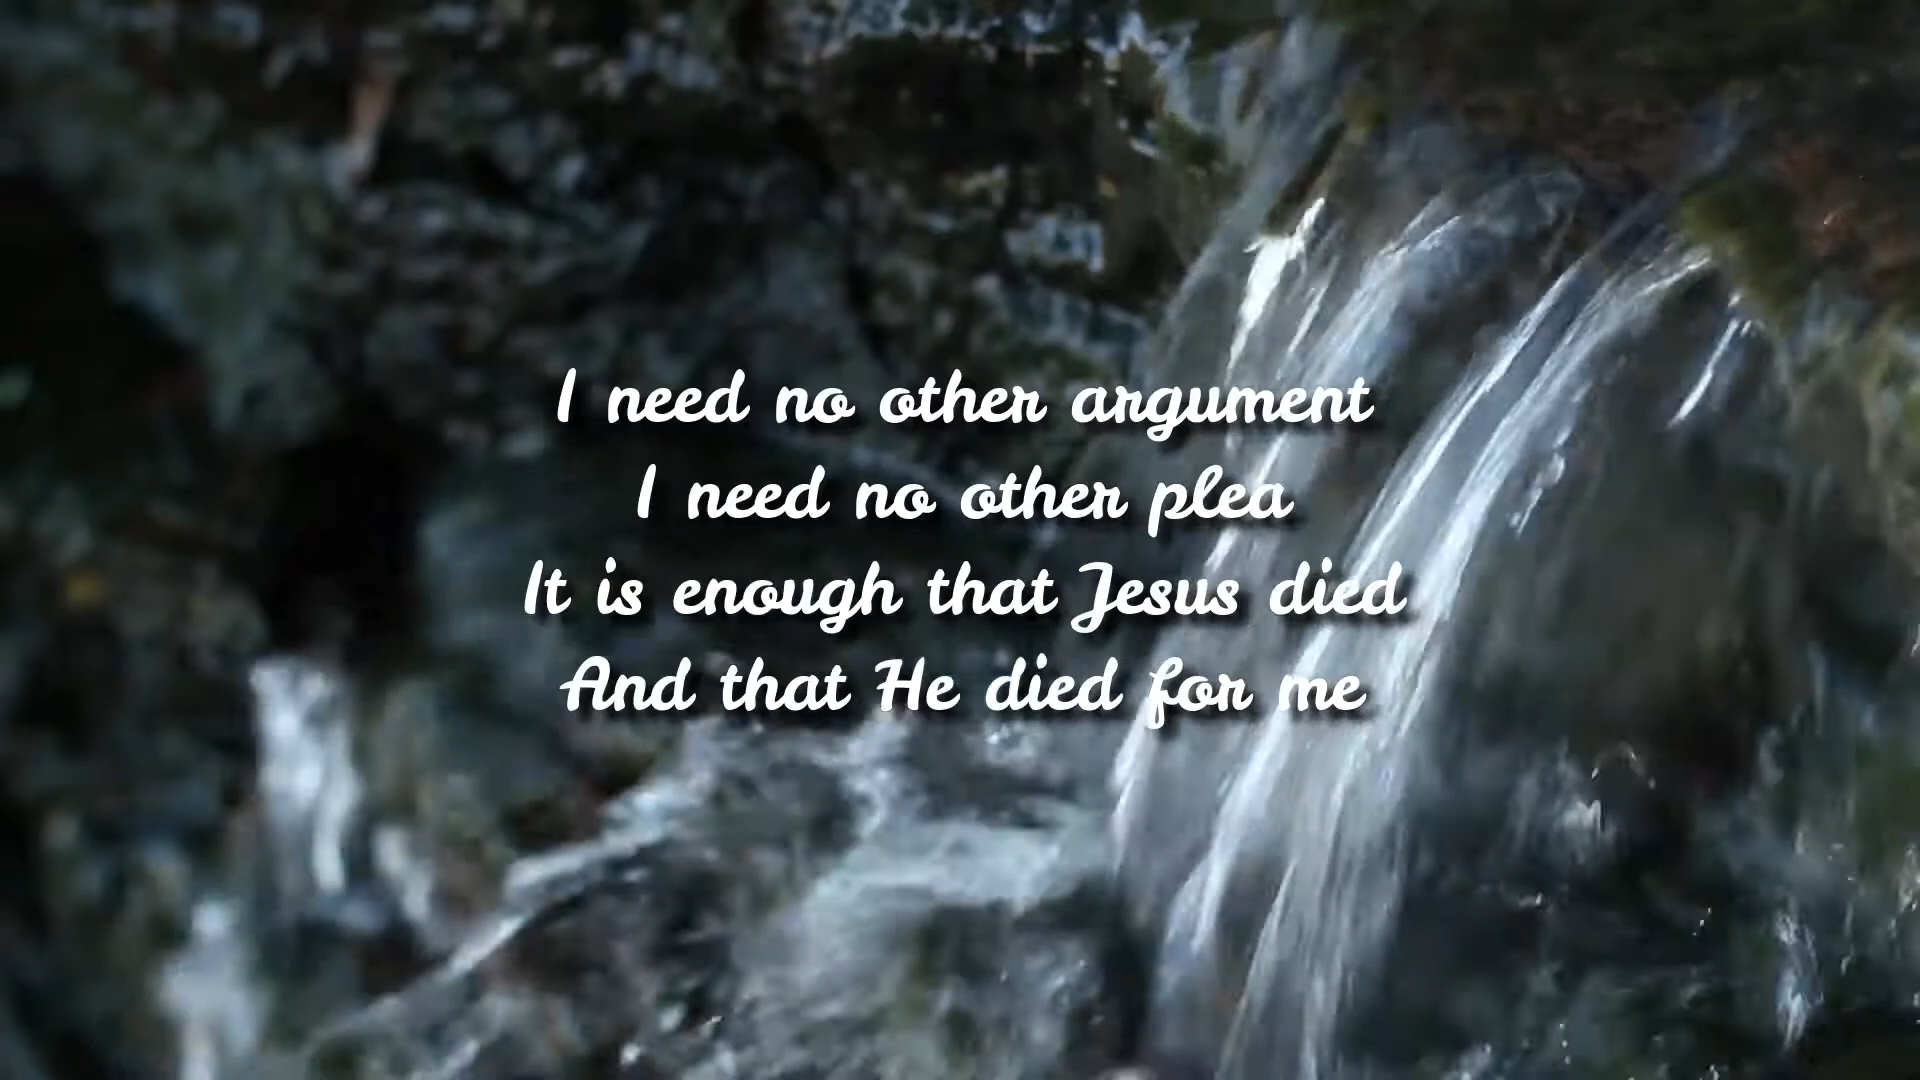 I need no other argument
I need no other plea
It is enough that Jesus died
And that He died for me